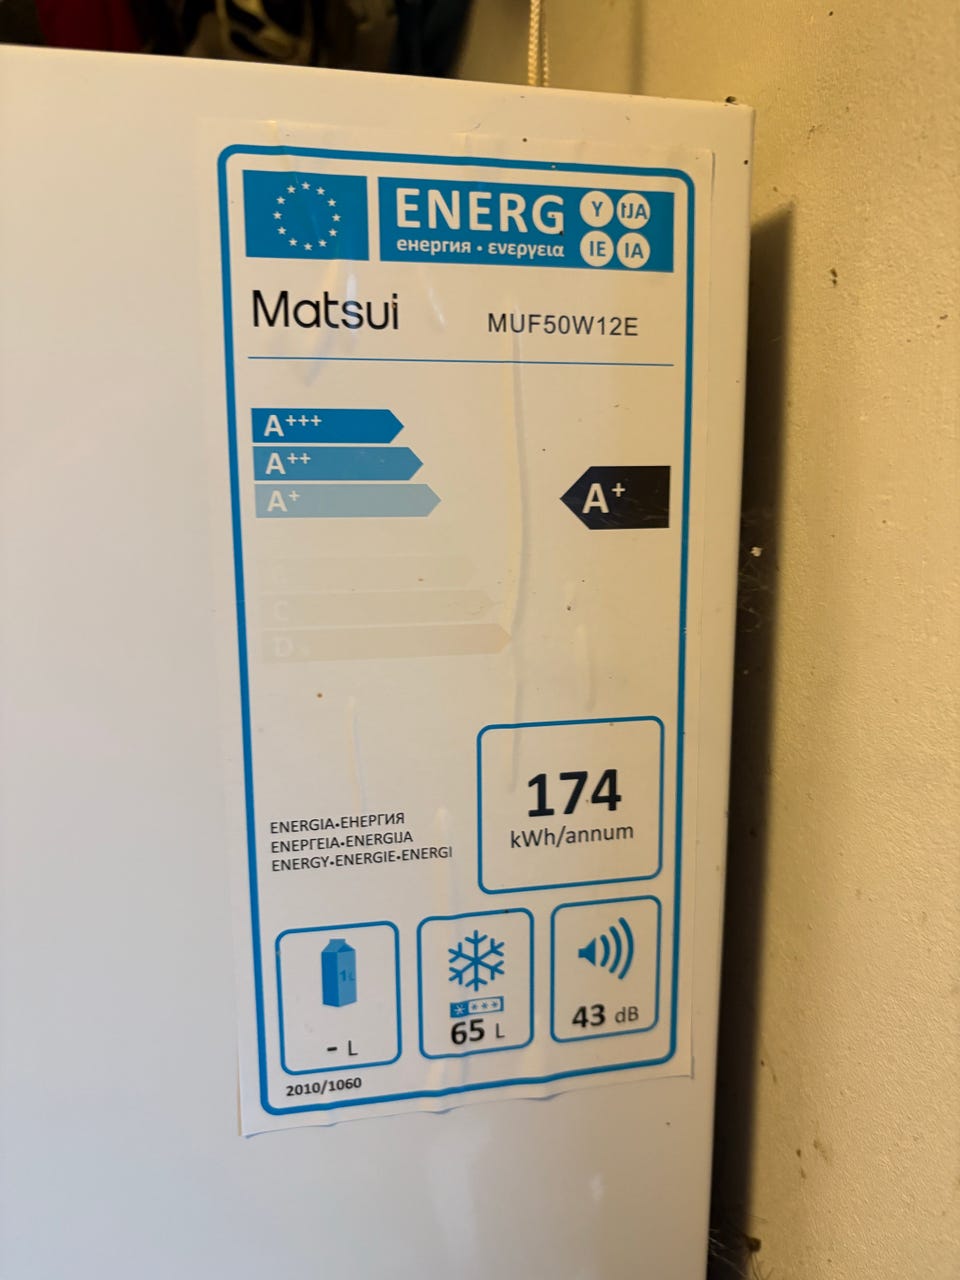 ENERG Y IJA
енергия · ενεργεια IE IA
Matsui MUF50W12E
A+++
A++
A+ A+
C
D
174
kWh/annum
ENERGIA·ЕНЕРГИЯ
ΕΝΕΡΓΕΙΑ·ENERGIJA
ENERGY·ENERGIE·ENERGI
1L
- L
65 L
43 dB
2010/1060